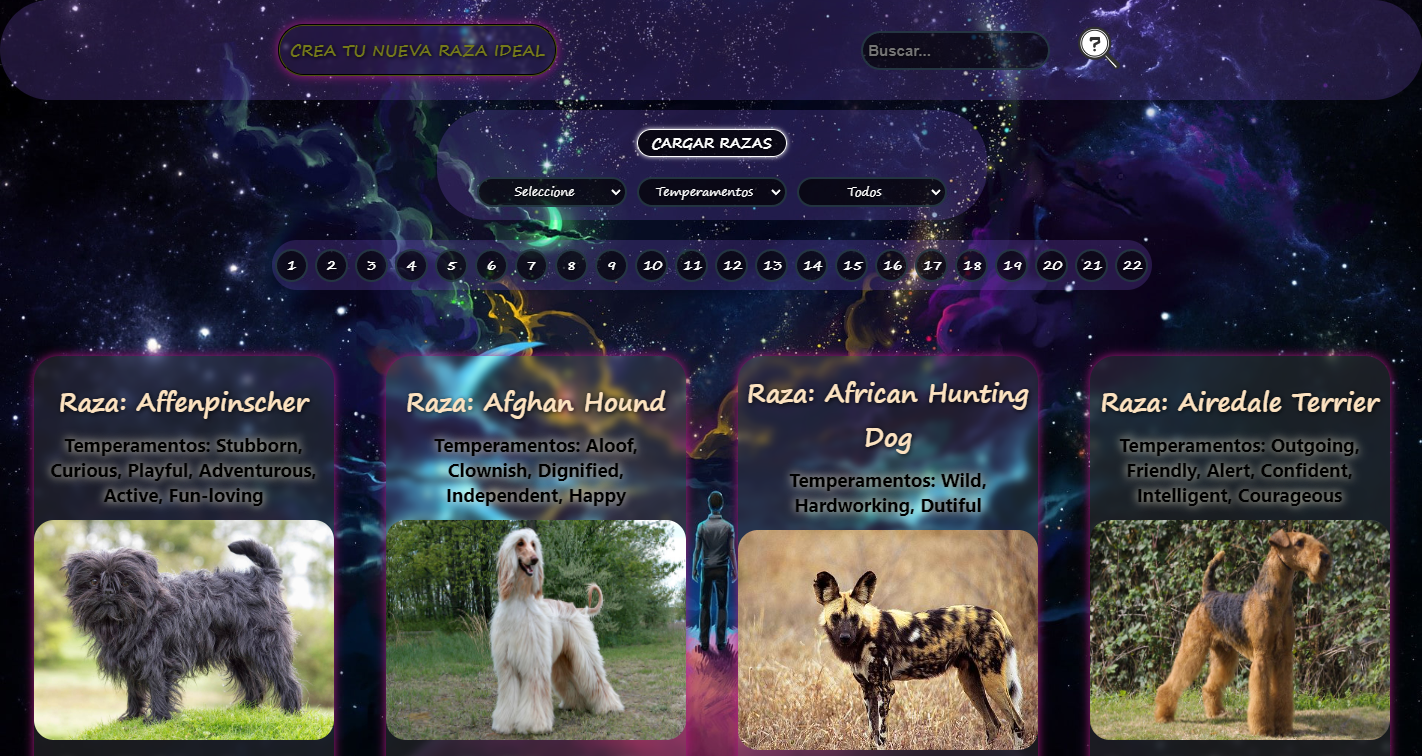 CREA TU NUEVA RAZA IDEAL
Buscar...
?
CARGAR RAZAS
Seleccione Temperamentos Todos
1 2 3 4 5 6 7 8 9 10 11 12 13 14 15 16 17 18 19 20 21 22
Raza: Affenpinscher
Temperamentos: Stubborn,
Curious, Playful, Adventurous,
Active, Fun-loving
Raza: Afghan Hound
Temperamentos: Aloof,
Clownish, Dignified,
Independent, Happy
Raza: African Hunting
Dog
Temperamentos: Wild,
Hardworking, Dutiful
Raza: Airedale Terrier
Temperamentos: Outgoing,
Friendly, Alert, Confident,
Intelligent, Courageous